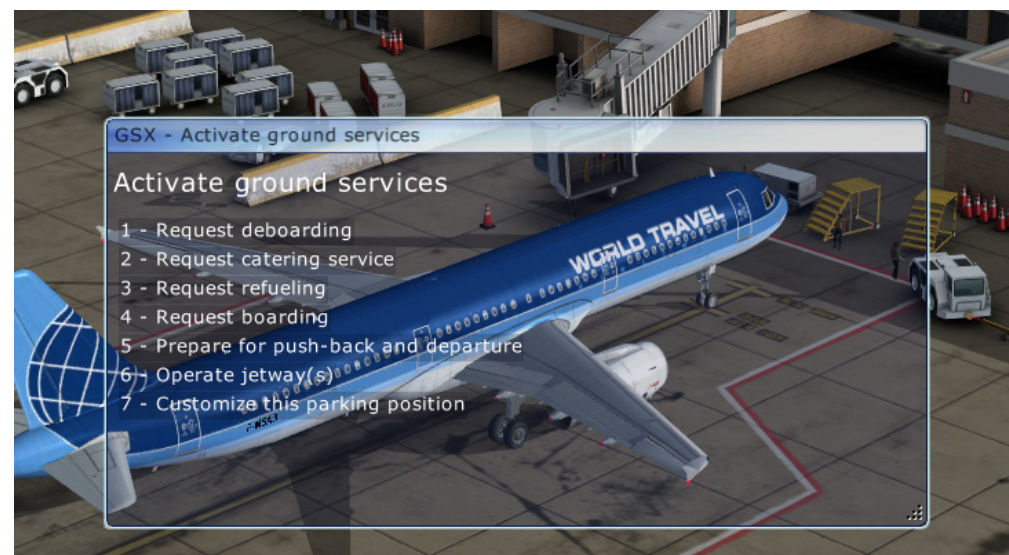 GSX - Activate ground services
Activate ground services
1 - Request deboarding
2 - Request catering service
3 - Request refueling
4 - Request boarding
5 - Prepare for push-back and departure
6 - Operate jetway(s)
7 - Customize this parking position
WORLD TRAVEL